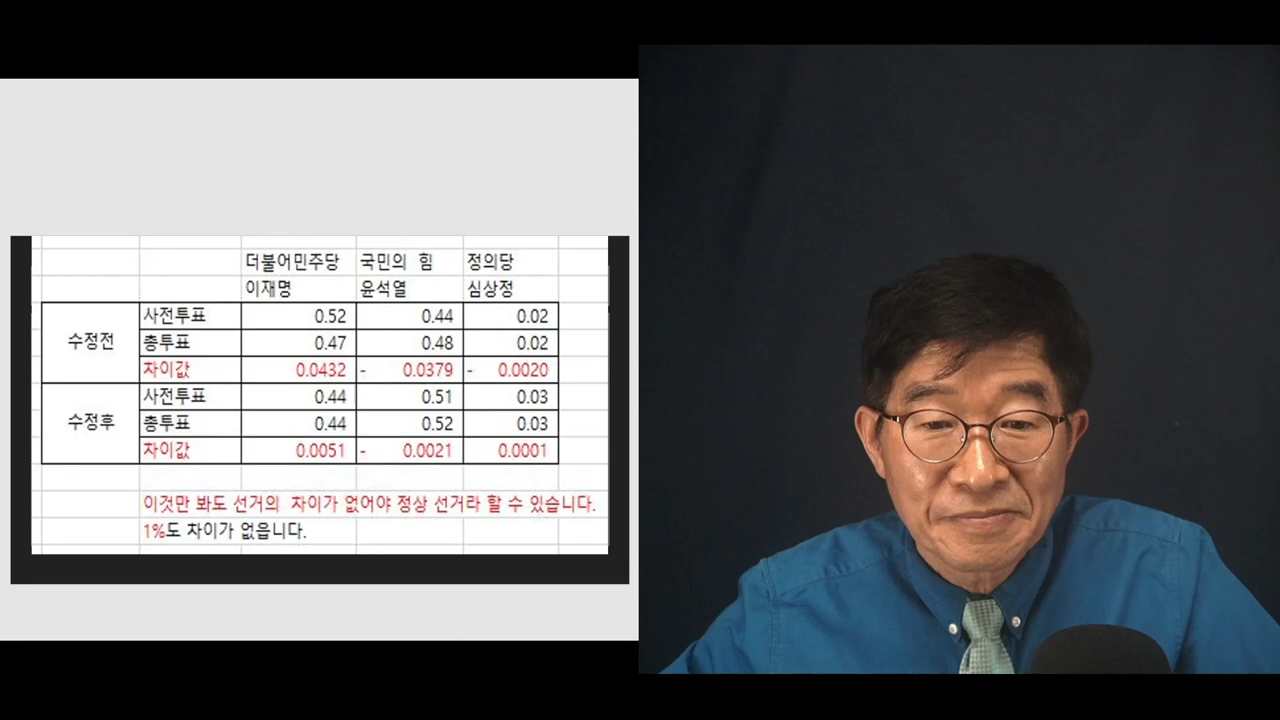 더불어민주당 국민의 힘 정의당
이재명 윤석열 심상정
수정전
사전투표 0.52 0.44 0.02
총투표 0.47 0.48 0.02
차이값 0.0432 - 0.0379 - 0.0020
수정후
사전투표 0.44 0.51 0.03
총투표 0.44 0.52 0.03
차이값 0.0051 - 0.0021 0.0001
이것만 봐도 선거의 차이가 없어야 정상 선거라 할 수 있습니다.
1%도 차이가 없읍니다.